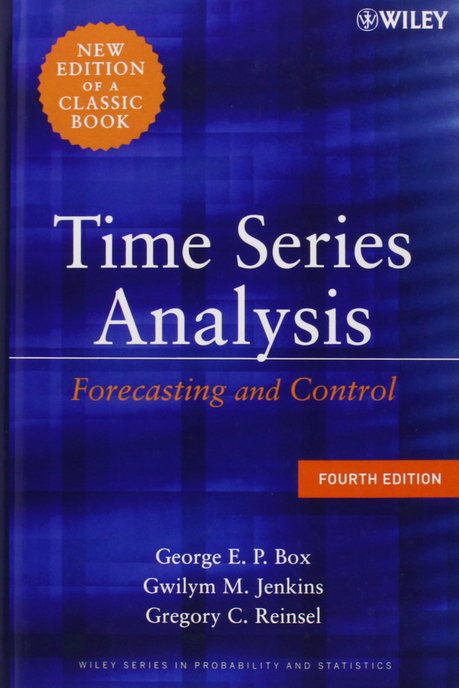 WILEY
NEW
EDITION
OF A
CLASSIC
BOOK
Time Series
Analysis
Forecasting and Control
FOURTH EDITION
George E. P. Box
Gwilym M. Jenkins
Gregory C. Reinsel
WILEY SERIES IN PROBABILITY AND STATISTICS